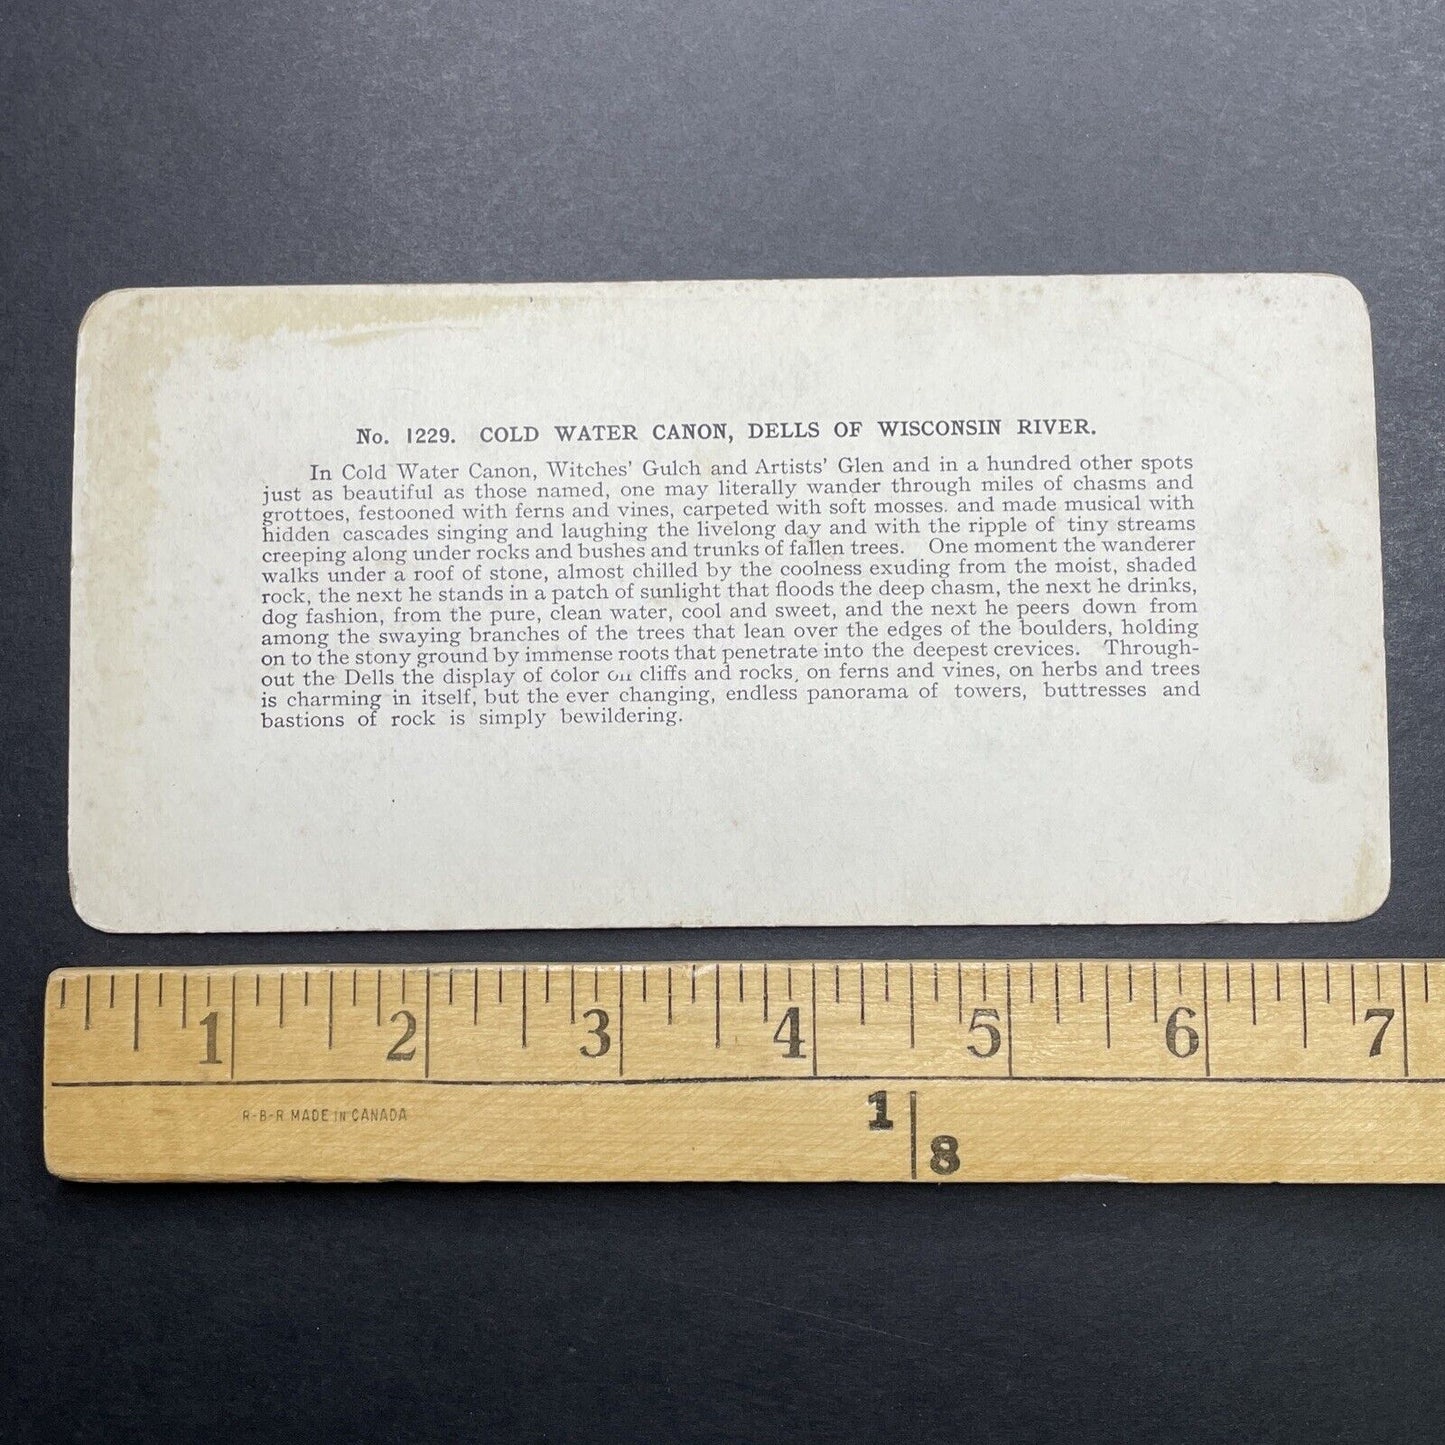 No. 1229. COLD WATER CANON, DELLS OF WISCONSIN RIVER.
In Cold Water Canon, Witches' Gulch and Artists' Glen and in a hundred other spots
just as beautiful as those named, one may literally wander through miles of chasms and
grottoes, festooned with ferns and vines, carpeted with soft mosses. and made musical with
hidden cascades singing and laughing the livelong day and with the ripple of tiny streams
creeping along under rocks and bushes and trunks of fallen trees. One moment the wanderer
walks under a roof of stone, almost chilled by the coolness exuding from the moist, shaded
rock, the next he stands in a patch of sunlight that floods the deep chasm, the next he drinks,
dog fashion, from the pure, clean water, cool and sweet, and the next he peers down from
among the swaying branches of the trees that lean over the edges of the boulders, holding
on to the stony ground by immense roots that penetrate into the deepest crevices. Through-
out the Dells the display of color on cliffs and rocks, on ferns and vines, on herbs and trees
is charming in itself, but the ever changing, endless panorama of towers, buttresses and
bastions of rock is simply bewildering.
1 2 3 4 5 6 7
R-B-R MADE IN CANADA
1
8